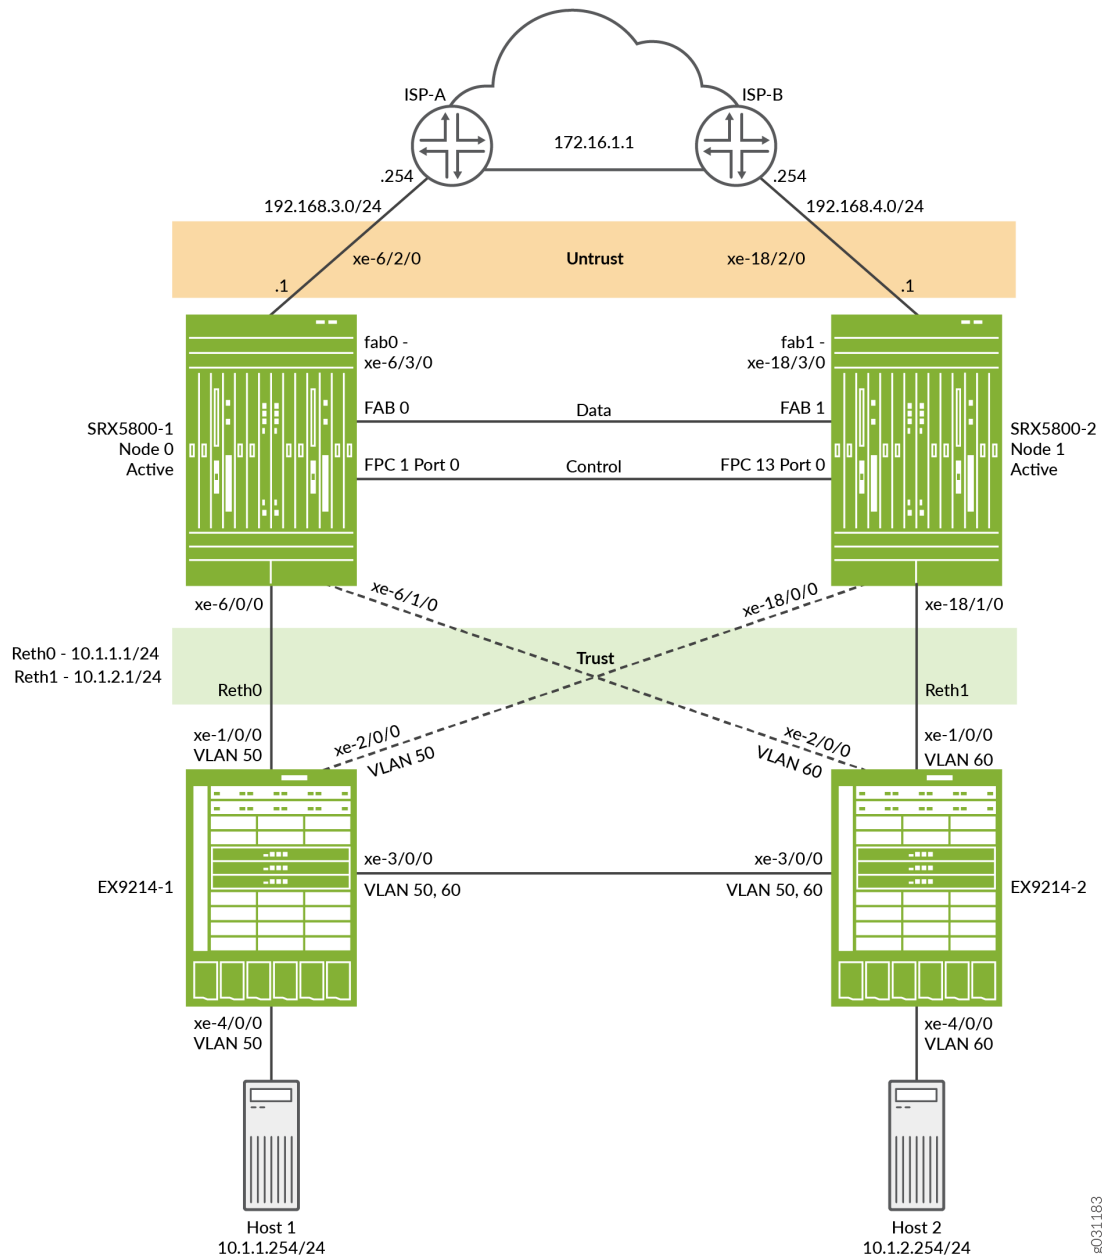 ISP-A
ISP-B
172.16.1.1
.254
.254
192.168.3.0/24
192.168.4.0/24
xe-6/2/0
Untrust
xe-18/2/0
.1
.1
fab0 -
xe-6/3/0
fab1 -
xe-18/3/0
FAB 0
Data
FAB 1
SRX5800-1
Node 0
Active
SRX5800-2
Node 1
Active
FPC 1 Port 0
Control
FPC 13 Port 0
xe-6/0/0
xe-6/1/0
xe-18/0/0
xe-18/1/0
Reth0 - 10.1.1.1/24
Reth1 - 10.1.2.1/24
Trust
Reth0
Reth1
xe-1/0/0
VLAN 50
xe-2/0/0
VLAN 50
xe-2/0/0
VLAN 60
xe-1/0/0
VLAN 60
xe-3/0/0
xe-3/0/0
EX9214-1
VLAN 50, 60
VLAN 50, 60
EX9214-2
xe-4/0/0
VLAN 50
xe-4/0/0
VLAN 60
Host 1
10.1.1.254/24
Host 2
10.1.2.254/24
g031183